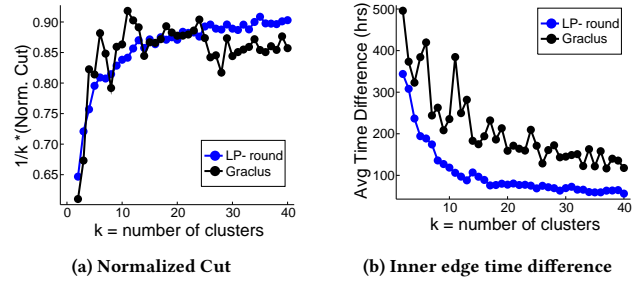 1/k *(Norm. Cut)
0.90
0.85
0.80
0.75
0.70
0.65
LP- round
Graclus
0 10 20 30 40
k = number of clusters
(a) Normalized Cut
Avg Time Difference (hrs)
500
400
300
200
100
LP- round
Graclus
10 20 30 40
k = number of clusters
(b) Inner edge time difference